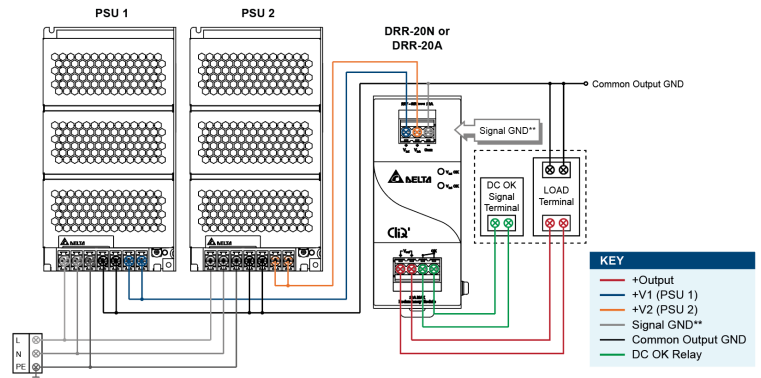 PSU 1
PSU 2
DRR-20N or
DRR-20A
Common Output GND
Signal GND**
DELTA
DC OK
Signal
Terminal
LOAD
Terminal
CliQ'
DELTA
DELTA
KEY
+Output
+V1 (PSU 1)
+V2 (PSU 2)
Signal GND**
Common Output GND
DC OK Relay
L
N
PE